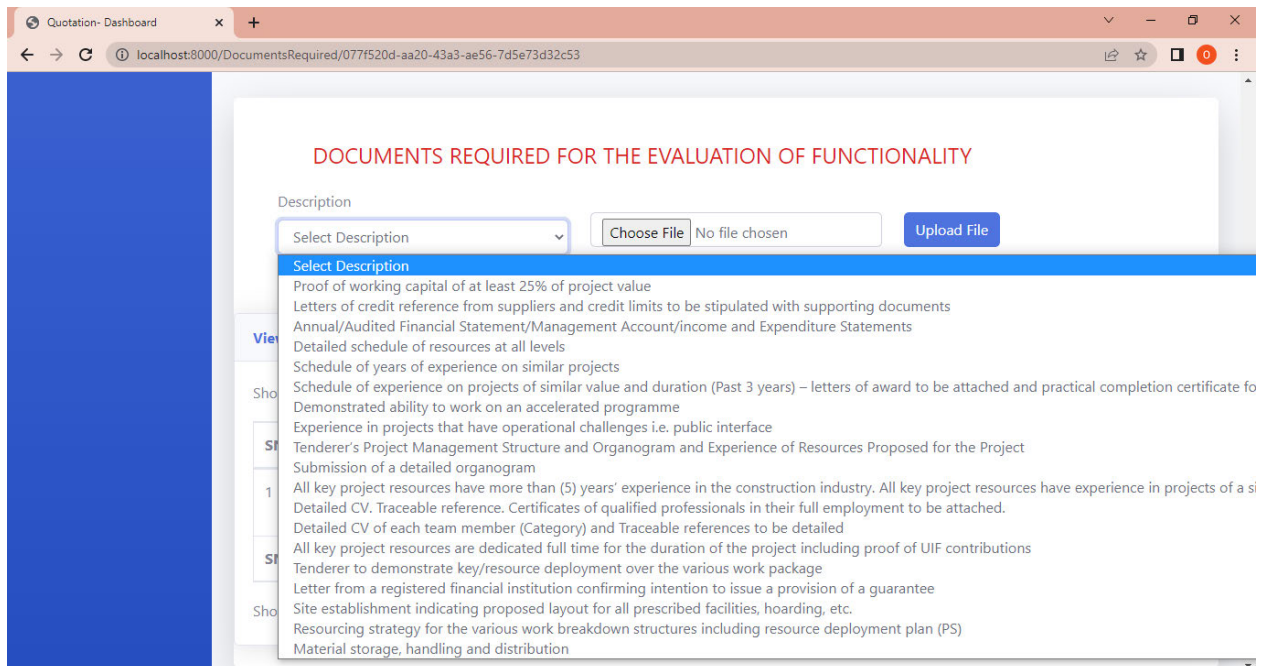 Quotation- Dashboard
localhost:8000/DocumentsRequired/077f520d-aa20-43a3-ae56-7d5e73d32c53
O
DOCUMENTS REQUIRED FOR THE EVALUATION OF FUNCTIONALITY
Description
Select Description
Choose File No file chosen
Upload File
Select Description
Proof of working capital of at least 25% of project value
Letters of credit reference from suppliers and credit limits to be stipulated with supporting documents
Annual/Audited Financial Statement/Management Account/income and Expenditure Statements
Detailed schedule of resources at all levels
Schedule of years of experience on similar projects
Schedule of experience on projects of similar value and duration (Past 3 years) – letters of award to be attached and practical completion certificate fo
Demonstrated ability to work on an accelerated programme
Experience in projects that have operational challenges i.e. public interface
Tenderer's Project Management Structure and Organogram and Experience of Resources Proposed for the Project
Submission of a detailed organogram
All key project resources have more than (5) years' experience in the construction industry. All key project resources have experience in projects of a si
Detailed CV. Traceable reference. Certificates of qualified professionals in their full employment to be attached.
Detailed CV of each team member (Category) and Traceable references to be detailed
All key project resources are dedicated full time for the duration of the project including proof of UIF contributions
Tenderer to demonstrate key/resource deployment over the various work package
Letter from a registered financial institution confirming intention to issue a provision of a guarantee
Site establishment indicating proposed layout for all prescribed facilities, hoarding, etc.
Resourcing strategy for the various work breakdown structures including resource deployment plan (PS)
Material storage, handling and distribution
Vie
Sho
1
Sho